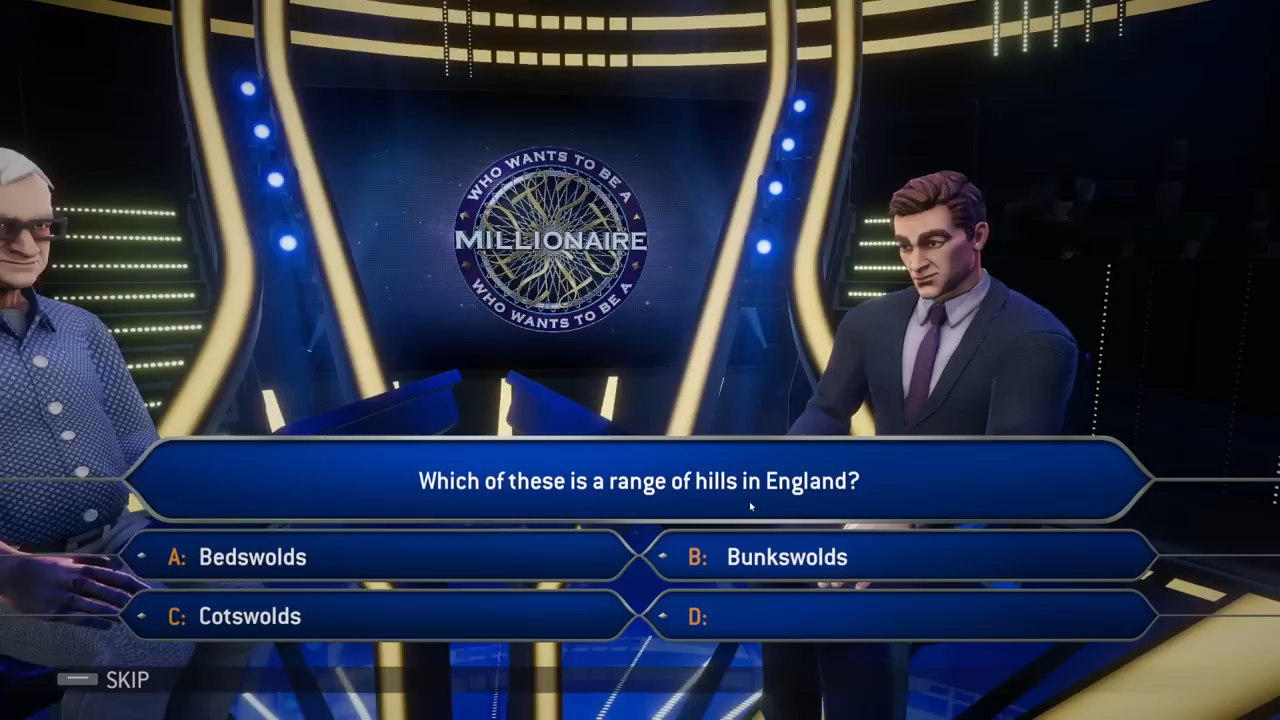 WHO WANTS TO BE A
MILLIONAIRE
WHO WANTS TO BE A
Which of these is a range of hills in England?
A: Bedswolds
B: Bunkswolds
C: Cotswolds
D:
SKIP